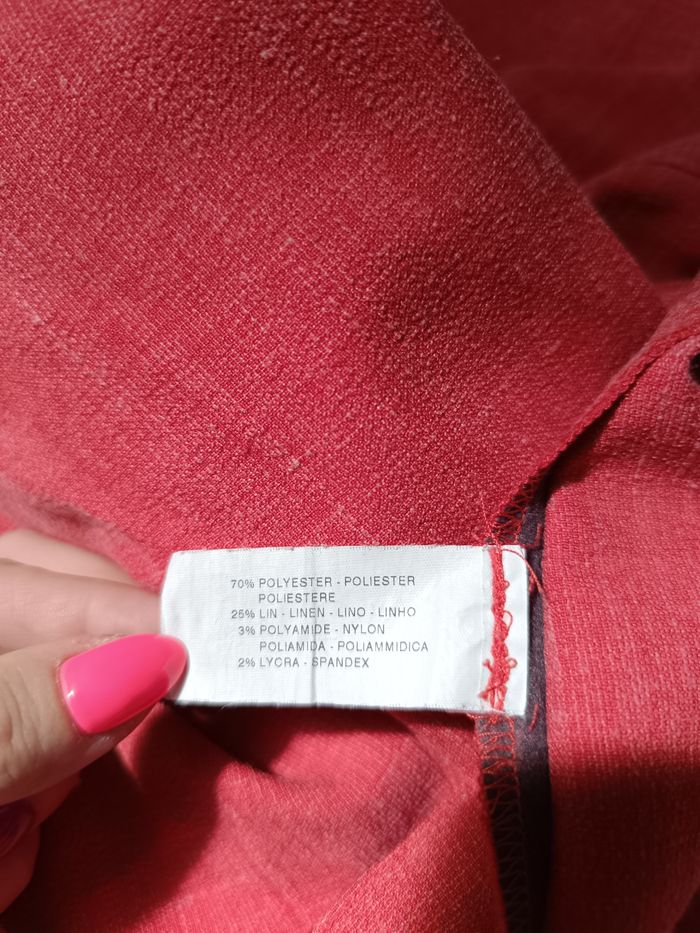 70% POLYESTER - POLIESTER
POLIESTERE
25% LIN - LINEN - LINO - LINHO
3% POLYAMIDE - NYLON
POLIAMIDA - POLIAMMIDICA
2% LYCRA - SPANDEX